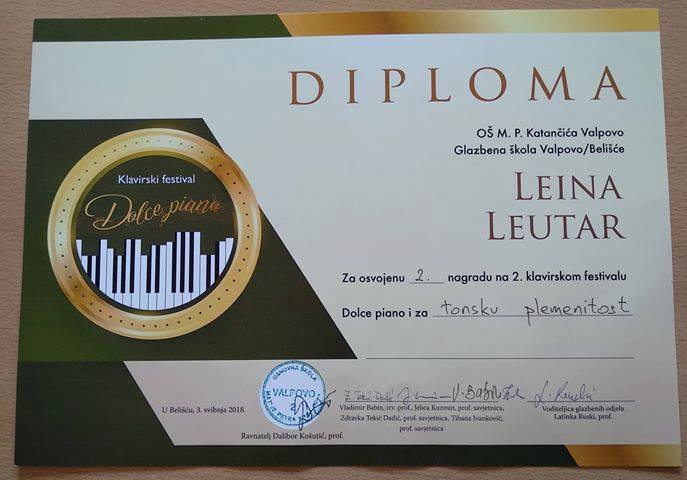 DIPLOMA
OŠ M. P. Katančića Valpovo
Glazbena škola Valpovo/Belišće
LEINA
LEUTAR
Klavirski festival
Dolce piano
Za osvojenu 2. nagradu na 2. klavirskom festivalu
Dolce piano i za tonsku plemenitost
OSNOVNA ŠKOLA
VALPOVO
2
U Belišću, 3. svibnja 2018.
Ravnatelj Dalibor Košutić, prof.
Vladimir Babin, izv. prof., Jelica Kuzmin, prof. savjetnica,
Zdravka Tekić Dadić, prof. savjetnica, Tihana Ivanković,
prof. savjetnica
Voditeljica glazbenih odjela
Latinka Ruski, prof.